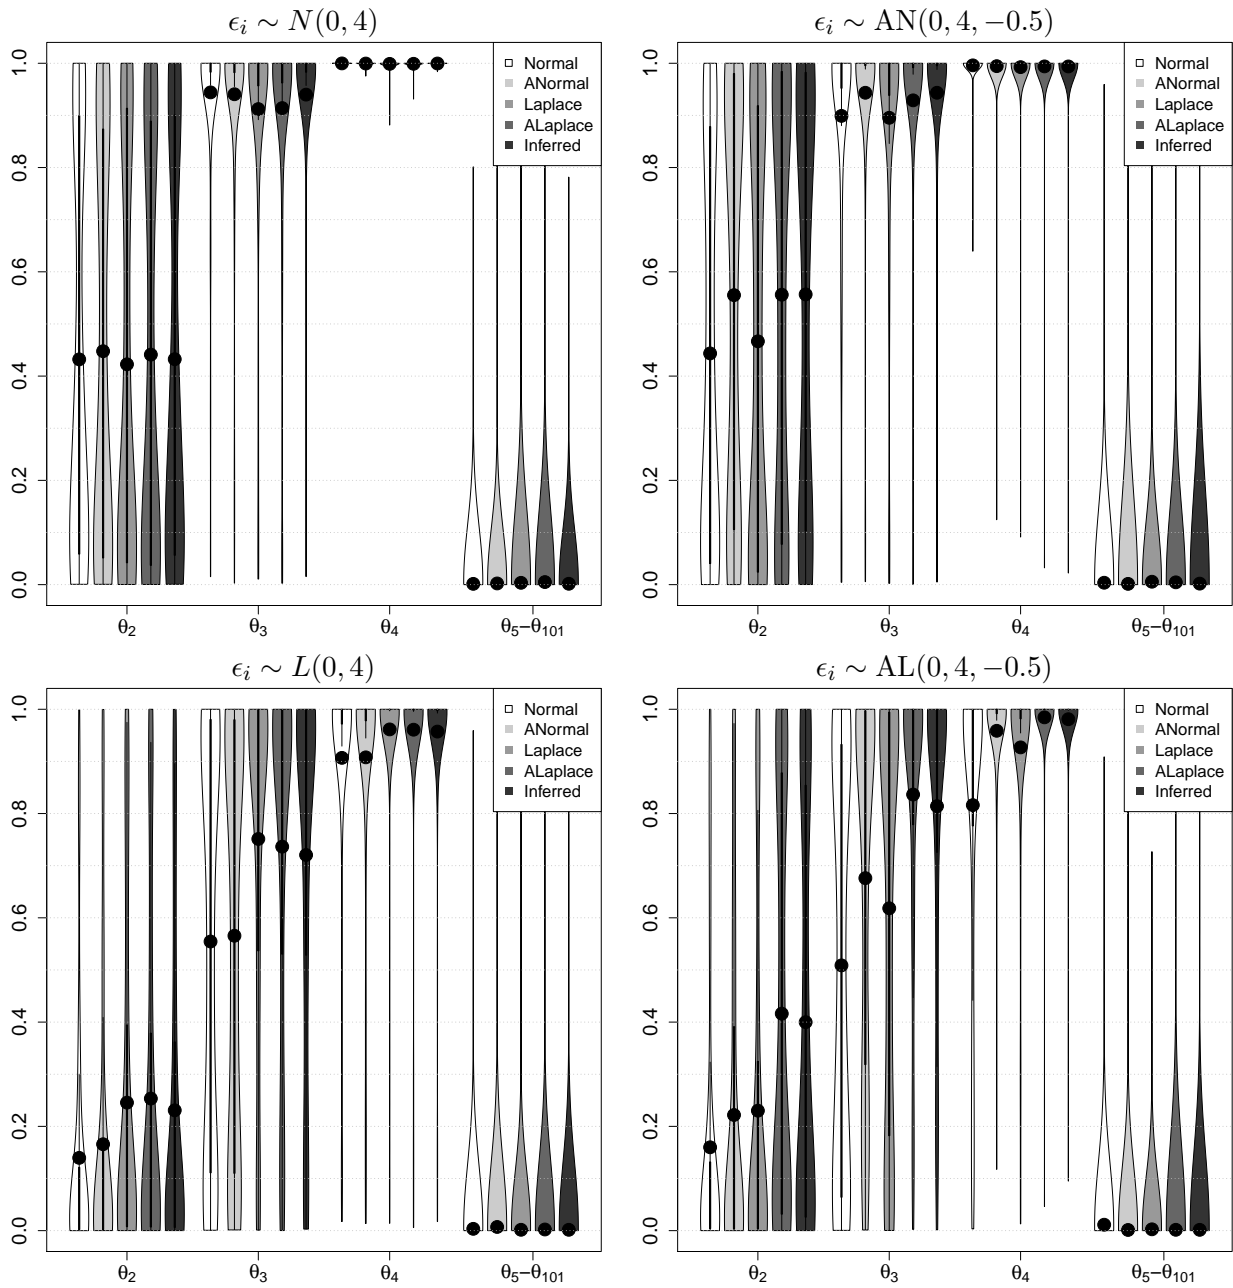 ϵᵢ ∼ N(0, 4)
1.0
0.8
0.6
0.4
0.2
0.0
Normal
ANormal
Laplace
ALaplace
Inferred
θ₂ θ₃ θ₄ θ₅–θ₁₀₁
ϵᵢ ∼ AN(0, 4, −0.5)
1.0
0.8
0.6
0.4
0.2
0.0
Normal
ANormal
Laplace
ALaplace
Inferred
θ₂ θ₃ θ₄ θ₅–θ₁₀₁
ϵᵢ ∼ L(0, 4)
1.0
0.8
0.6
0.4
0.2
0.0
Normal
ANormal
Laplace
ALaplace
Inferred
θ₂ θ₃ θ₄ θ₅–θ₁₀₁
ϵᵢ ∼ AL(0, 4, −0.5)
1.0
0.8
0.6
0.4
0.2
0.0
Normal
ANormal
Laplace
ALaplace
Inferred
θ₂ θ₃ θ₄ θ₅–θ₁₀₁